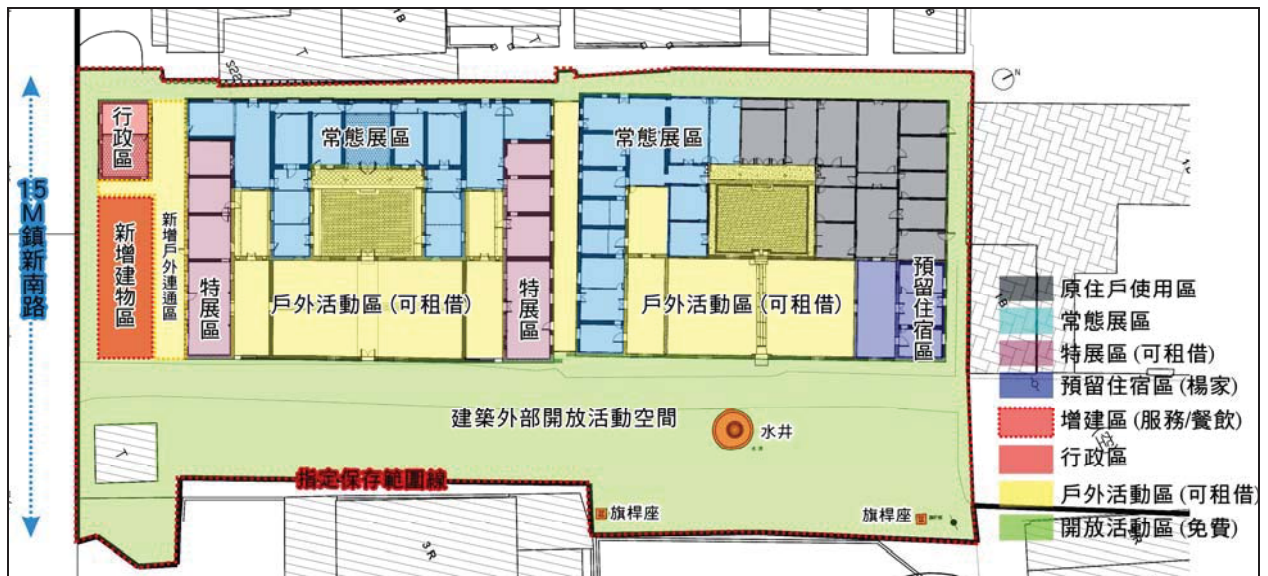 B
1B
T
T
S22
B
N
行政區
常態展區
常態展區
15M鎮新南路
新增建物區
新增戶外連通區
特展區
戶外活動區 (可租借)
特展區
戶外活動區 (可租借)
預留住宿區
原住戶使用區
常態展區
特展區 (可租借)
預留住宿區 (楊家)
增建區 (服務/餐飲)
行政區
戶外活動區 (可租借)
開放活動區 (免費)
建築外部開放活動空間
水井
T
指定保存範圍線
旗桿座
旗桿座
3R